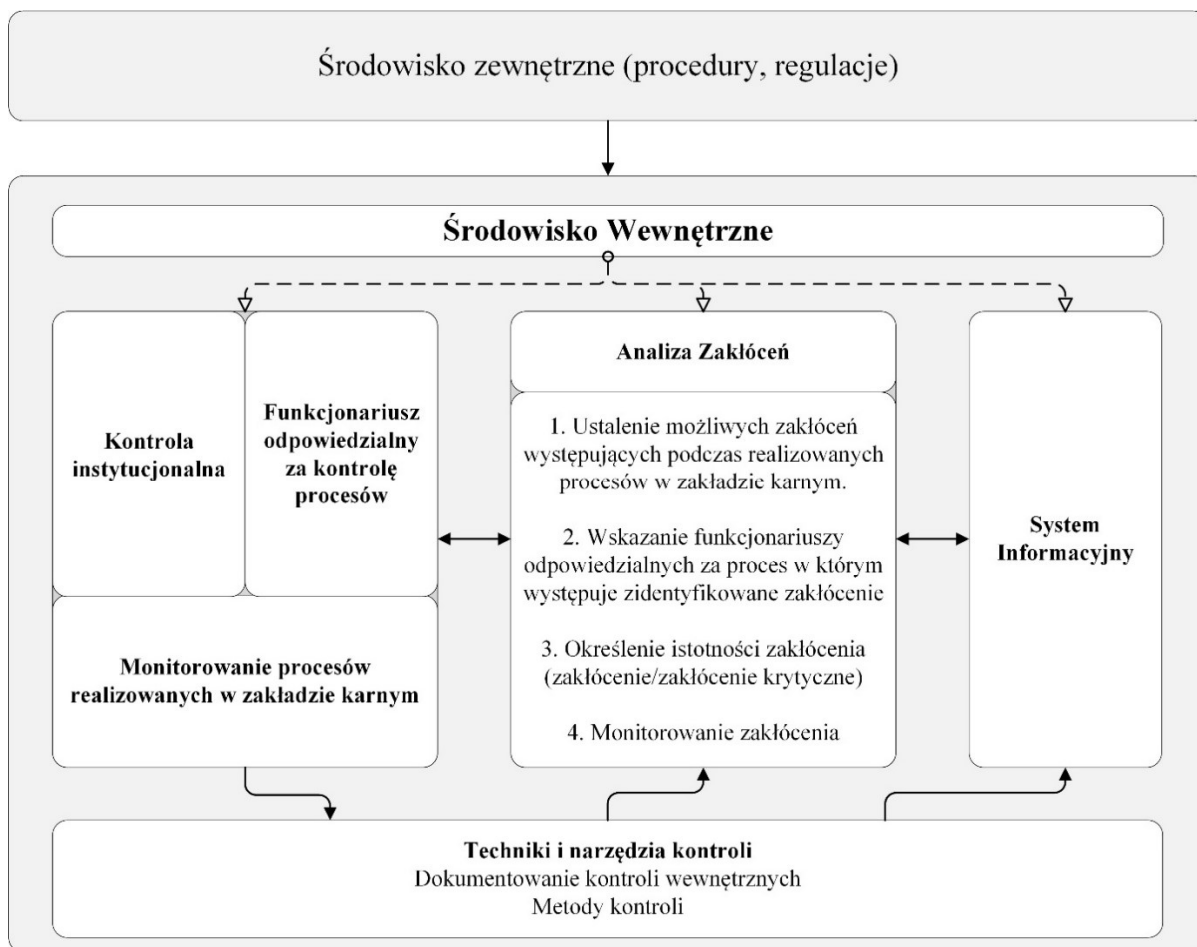 Środowisko zewnętrzne (procedury, regulacje)
Środowisko Wewnętrzne
Kontrola
instytucjonalna
Funkcjonariusz
odpowiedzialny
za kontrolę
procesów
Monitorowanie procesów
realizowanych w zakładzie karnym
Analiza Zakłóceń
1. Ustalenie możliwych zakłóceń
występujących podczas realizowanych
procesów w zakładzie karnym.
2. Wskazanie funkcjonariuszy
odpowiedzialnych za proces w którym
występuje zidentyfikowane zakłócenie
3. Określenie istotności zakłócenia
(zakłócenie/zakłócenie krytyczne)
4. Monitorowanie zakłócenia
System
Informacyjny
Techniki i narzędzia kontroli
Dokumentowanie kontroli wewnętrznych
Metody kontroli